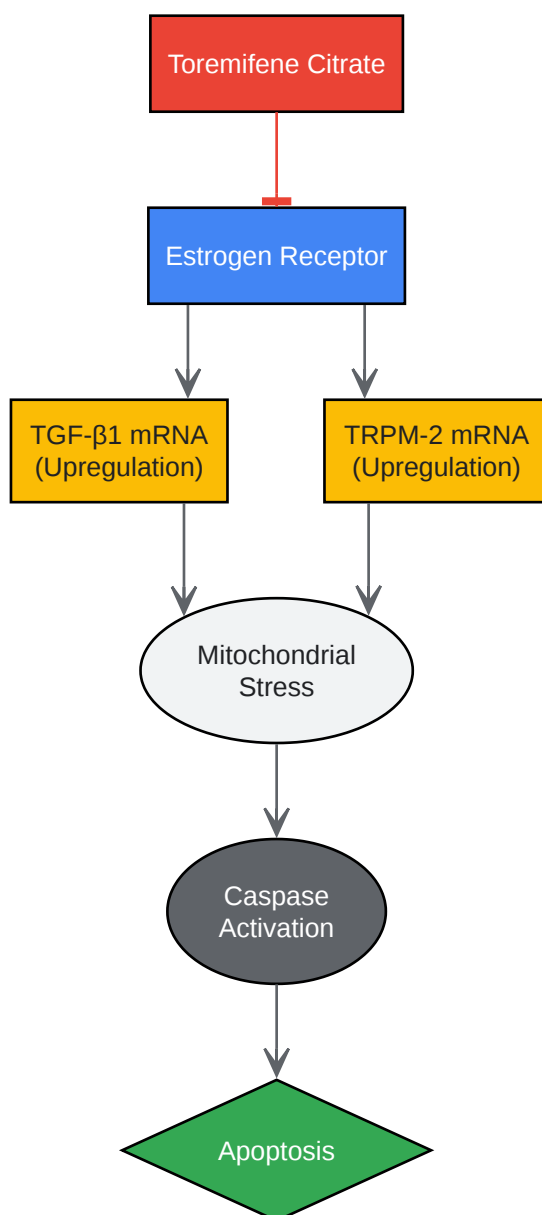 Toremifene Citrate
Estrogen Receptor
TGF-β1 mRNA
(Upregulation)
TRPM-2 mRNA
(Upregulation)
Mitochondrial
Stress
Caspase
Activation
Apoptosis